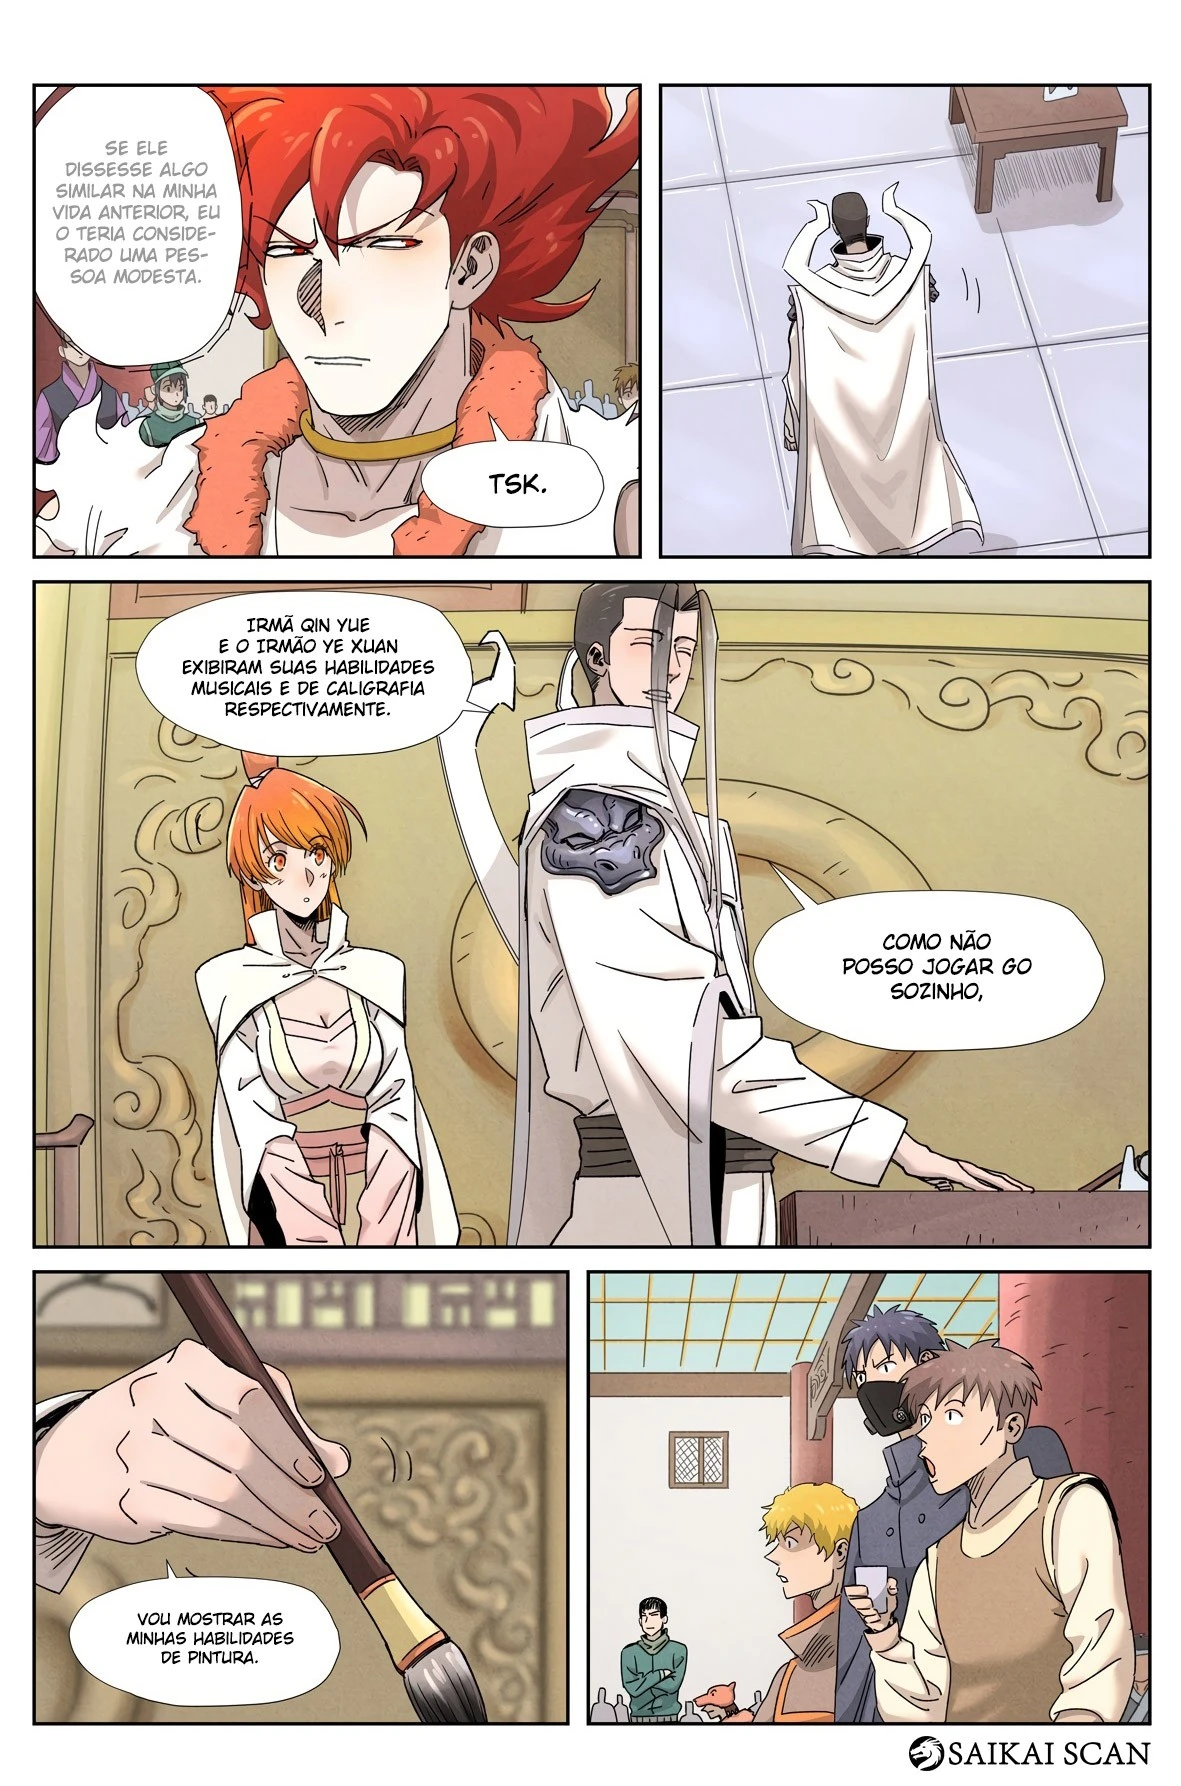 SE ELE
DISSESSE ALGO
SIMILAR NA MINHA
VIDA ANTERIOR, EU
O TERIA CONSIDE-
RADO UMA PES-
SOA MODESTA.
TSK.
IRMÃ QIN YUE
E O IRMÃO YE XUAN
EXIBIRAM SUAS HABILIDADES
MUSICAIS E DE CALIGRAFIA
RESPECTIVAMENTE.
COMO NÃO
POSSO JOGAR GO
SOZINHO,
VOU MOSTRAR AS
MINHAS HABILIDADES
DE PINTURA.
SAIKAI SCAN